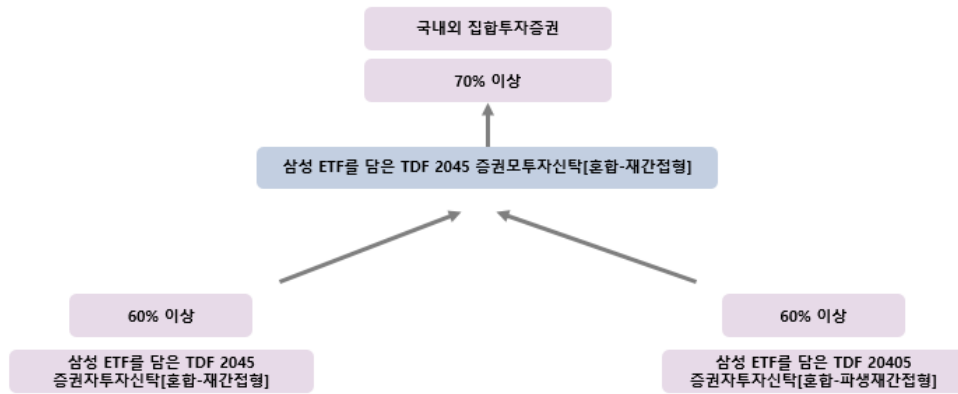 국내외 집합투자증권
70% 이상
삼성 ETF를 담은 TDF 2045 증권모투자신탁[혼합-재간접형]
60% 이상
삼성 ETF를 담은 TDF 2045
증권자투자신탁[혼합-재간접형]
60% 이상
삼성 ETF를 담은 TDF 20405
증권자투자신탁[혼합-파생재간접형]